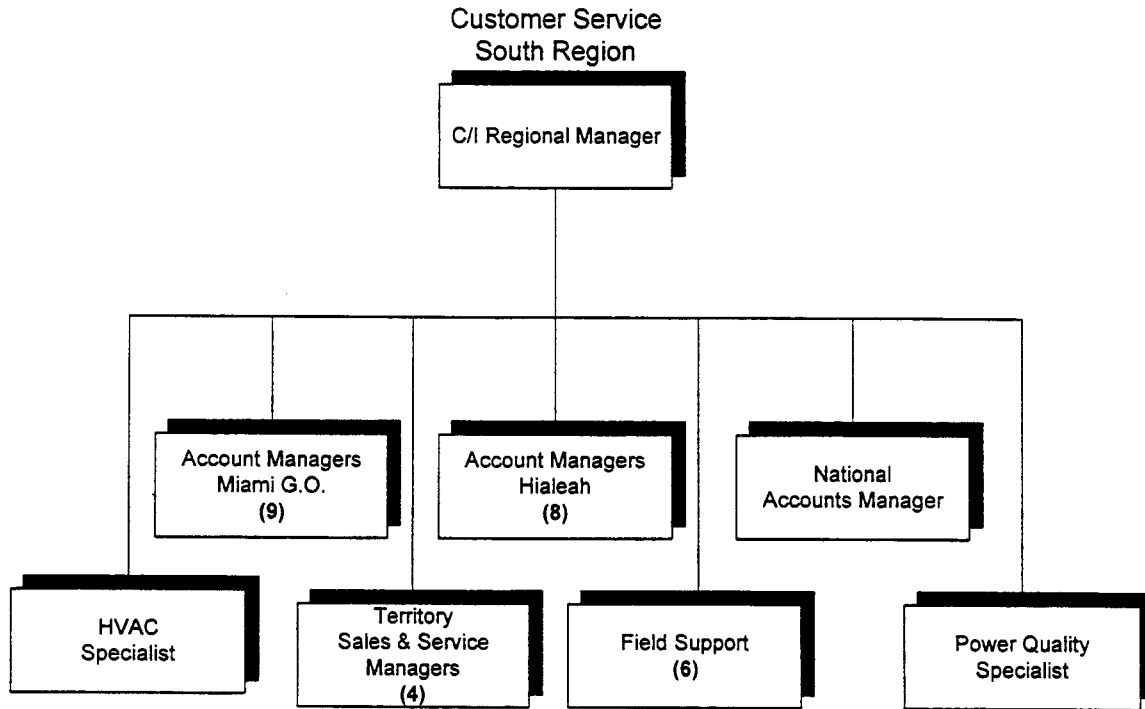 Customer Service
South Region
C/I Regional Manager
Account Managers
Miami G.O.
(9)
Account Managers
Hialeah
(8)
National
Accounts Manager
HVAC
Specialist
Territory
Sales & Service
Managers
(4)
Field Support
(6)
Power Quality
Specialist